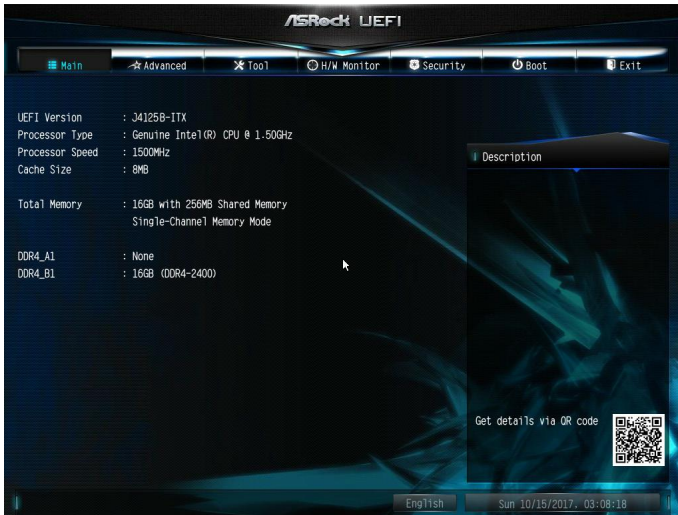 ASRock UEFI
Main
Advanced
Tool
H/W Monitor
Security
Boot
Exit
UEFI Version : J4125B-ITX
Processor Type : Genuine Intel(R) CPU @ 1.50GHz
Processor Speed : 1500MHz
Cache Size : 8MB
Total Memory : 16GB with 256MB Shared Memory
Single-Channel Memory Mode
DDR4_A1 : None
DDR4_B1 : 16GB (DDR4-2400)
Description
Get details via QR code
English
Sun 10/15/2017. 03:08:18